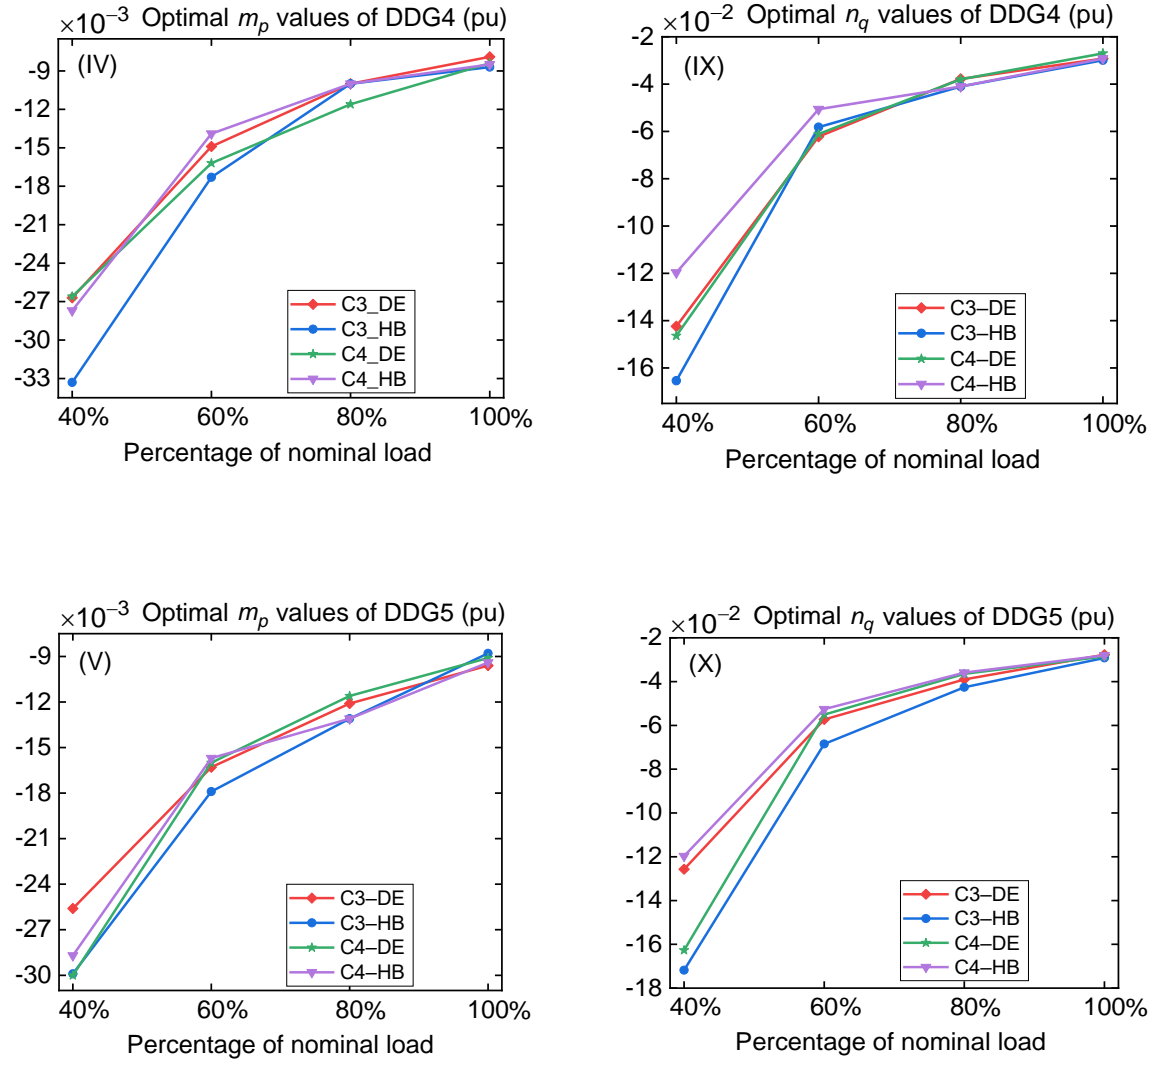 ×10⁻³ Optimal mₚ values of DDG4 (pu)
(IV)
-9
-12
-15
-18
-21
-24
-27
-30
-33
C3_DE
C3_HB
C4_DE
C4_HB
40% 60% 80% 100%
Percentage of nominal load
×10⁻² Optimal n_q values of DDG4 (pu)
-2
(IX)
-4
-6
-8
-10
-12
-14
-16
C3–DE
C3–HB
C4–DE
C4–HB
40% 60% 80% 100%
Percentage of nominal load
×10⁻³ Optimal mₚ values of DDG5 (pu)
-9
(V)
-12
-15
-18
-21
-24
-27
-30
C3–DE
C3–HB
C4–DE
C4–HB
40% 60% 80% 100%
Percentage of nominal load
-2 ×10⁻² Optimal n_q values of DDG5 (pu)
(X)
-4
-6
-8
-10
-12
-14
-16
-18
C3–DE
C3–HB
C4–DE
C4–HB
40% 60% 80% 100%
Percentage of nominal load